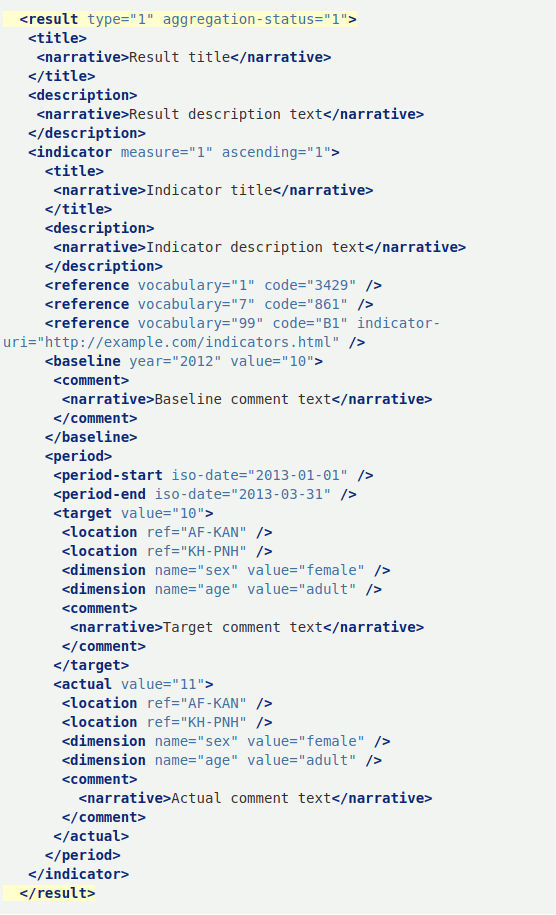 <result type="1" aggregation-status="1">
<title>
<narrative>Result title</narrative>
</title>
<description>
<narrative>Result description text</narrative>
</description>
<indicator measure="1" ascending="1">
<title>
<narrative>Indicator title</narrative>
</title>
<description>
<narrative>Indicator description text</narrative>
</description>
<reference vocabulary="1" code="3429" />
<reference vocabulary="7" code="861" />
<reference vocabulary="99" code="B1" indicator-
uri="http://example.com/indicators.html" />
<baseline year="2012" value="10">
<comment>
<narrative>Baseline comment text</narrative>
</comment>
</baseline>
<period>
<period-start iso-date="2013-01-01" />
<period-end iso-date="2013-03-31" />
<target value="10">
<location ref="AF-KAN" />
<location ref="KH-PNH" />
<dimension name="sex" value="female" />
<dimension name="age" value="adult" />
<comment>
<narrative>Target comment text</narrative>
</comment>
</target>
<actual value="11">
<location ref="AF-KAN" />
<location ref="KH-PNH" />
<dimension name="sex" value="female" />
<dimension name="age" value="adult" />
<comment>
<narrative>Actual comment text</narrative>
</comment>
</actual>
</period>
</indicator>
</result>